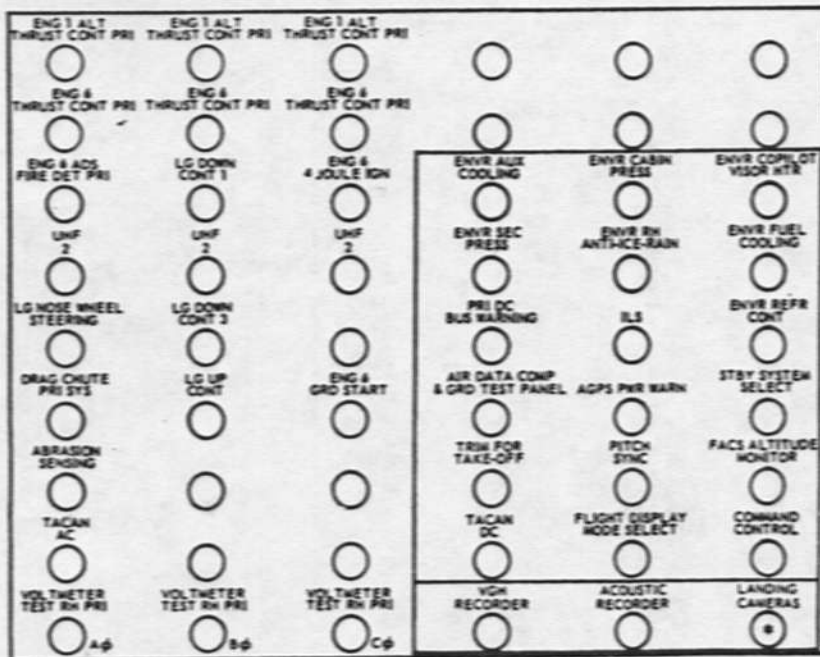 ENG 1 ALT ENG 1 ALT ENG 1 ALT
THRUST CONT PRI THRUST CONT PRI THRUST CONT PRI
ENG 6 ENG 6 ENG 6
THRUST CONT PRI THRUST CONT PRI THRUST CONT PRI
ENG 6 ADS LG DOWN ENG 6 ENVR AUX ENVR CABIN ENVR COPILOT
FIRE DET PRI CONT 1 4 JOULE IGN COOLING PRESS VISOR HTR
UHF UHF UHF ENVR SEC ENVR RH ENVR FUEL
2 2 2 PRESS ANTI-ICE-RAIN COOLING
LG NOSE WHEEL LG DOWN PRI DC ENVR REFR
STEERING CONT 3 BUS WARNING ILS CONT
DRAG CHUTE LG UP ENG 6 AIR DATA COMP STBY SYSTEM
PRI SYS CONT GRD START & GRD TEST PANEL AGPS PWR WARN SELECT
ABRASION TRIM FOR PITCH FACS ALTITUDE
SENSING TAKE-OFF SYNC MONITOR
TACAN TACAN FLIGHT DISPLAY COMMAND
AC DC MODE SELECT CONTROL
VOLTMETER VOLTMETER VOLTMETER VGH ACOUSTIC LANDING
TEST RH PRI TEST RH PRI TEST RH PRI RECORDER RECORDER CAMERAS
Aϕ Bϕ Cϕ *